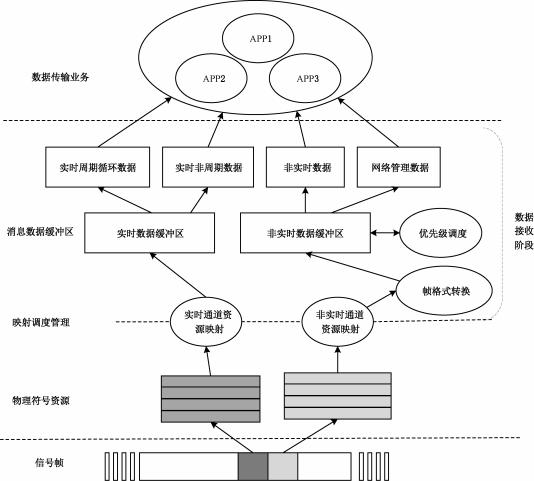 APP1
APP2
APP3
数据传输业务
实时周期循环数据
实时非周期数据
非实时数据
网络管理数据
消息数据缓冲区
实时数据缓冲区
非实时数据缓冲区
优先级调度
数据
接收
阶段
帧格式转换
映射调度管理
实时通道资
源映射
非实时通道
资源映射
物理符号资源
信号帧